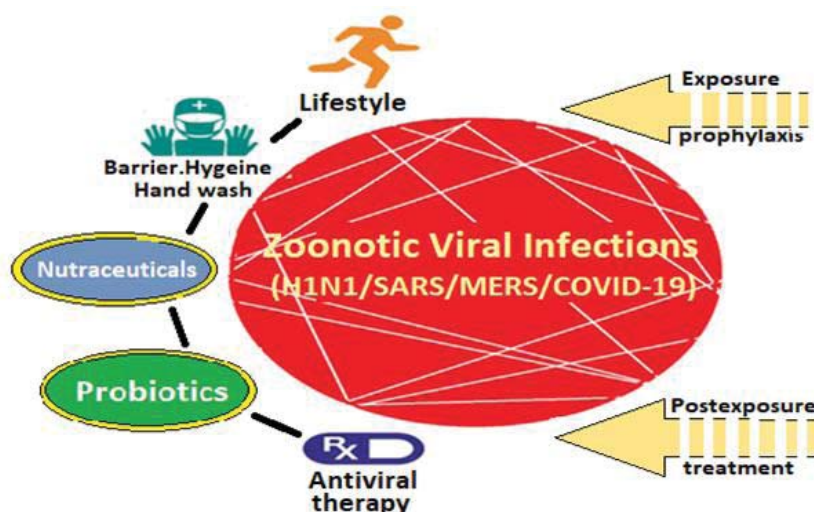 Lifestyle
Barrier.Hygeine
Hand wash
Nutraceuticals
Probiotics
Rx
Antiviral
therapy
Zoonotic Viral Infections
(H1N1/SARS/MERS/COVID-19)
Exposure
prophylaxis
Postexposure
treatment